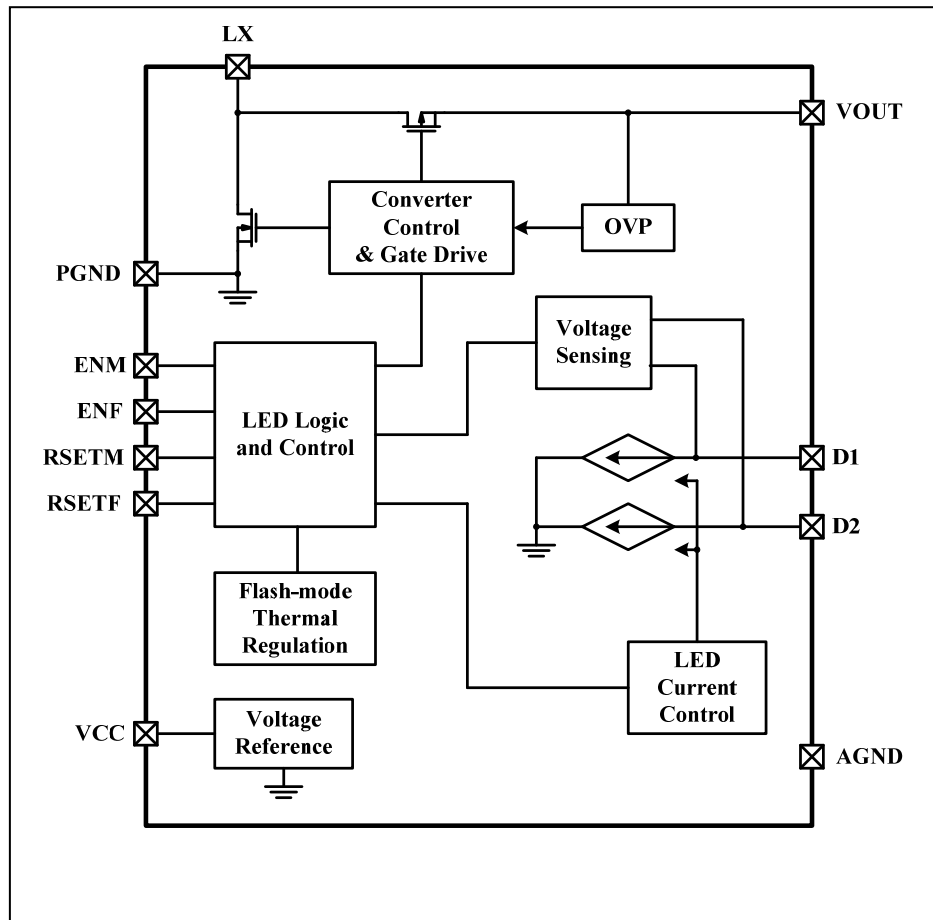 LX
VOUT
Converter
Control
& Gate Drive
OVP
PGND
Voltage
Sensing
ENM
ENF
RSETM
RSETF
LED Logic
and Control
D1
D2
Flash-mode
Thermal
Regulation
LED
Current
Control
VCC
Voltage
Reference
AGND